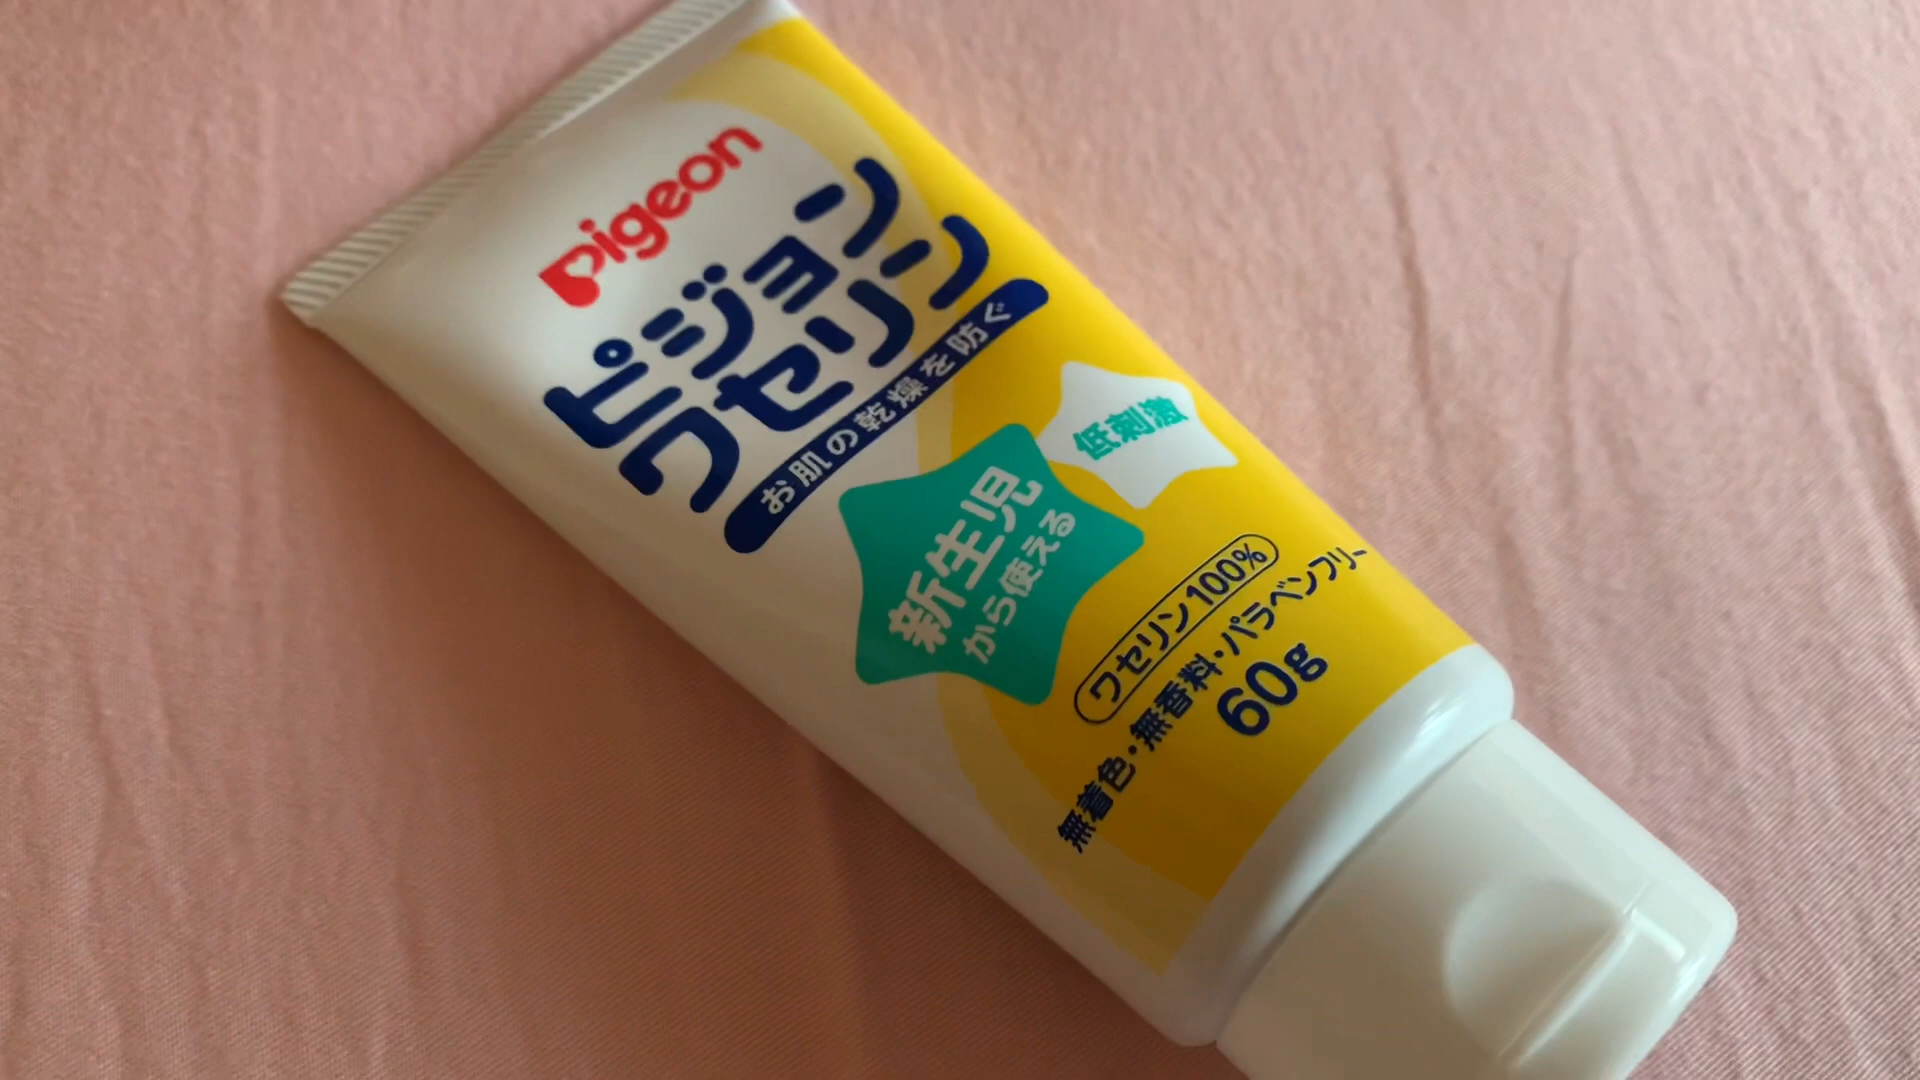 Pigeon
ピジョン
ワセリン
お肌の乾燥を防ぐ
低刺激
新生児
から使える
ワセリン100%
無着色・無香料・パラベンフリー
60g